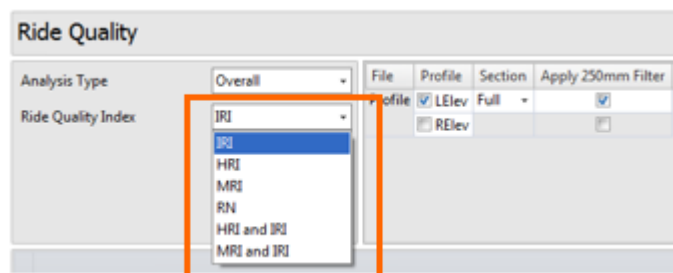 Ride Quality
Analysis Type Overall
File Profile Section Apply 250mm Filter
Profile LElev Full
RElev
Ride Quality Index IRI
IRI
HRI
MRI
RN
HRI and IRI
MRI and IRI